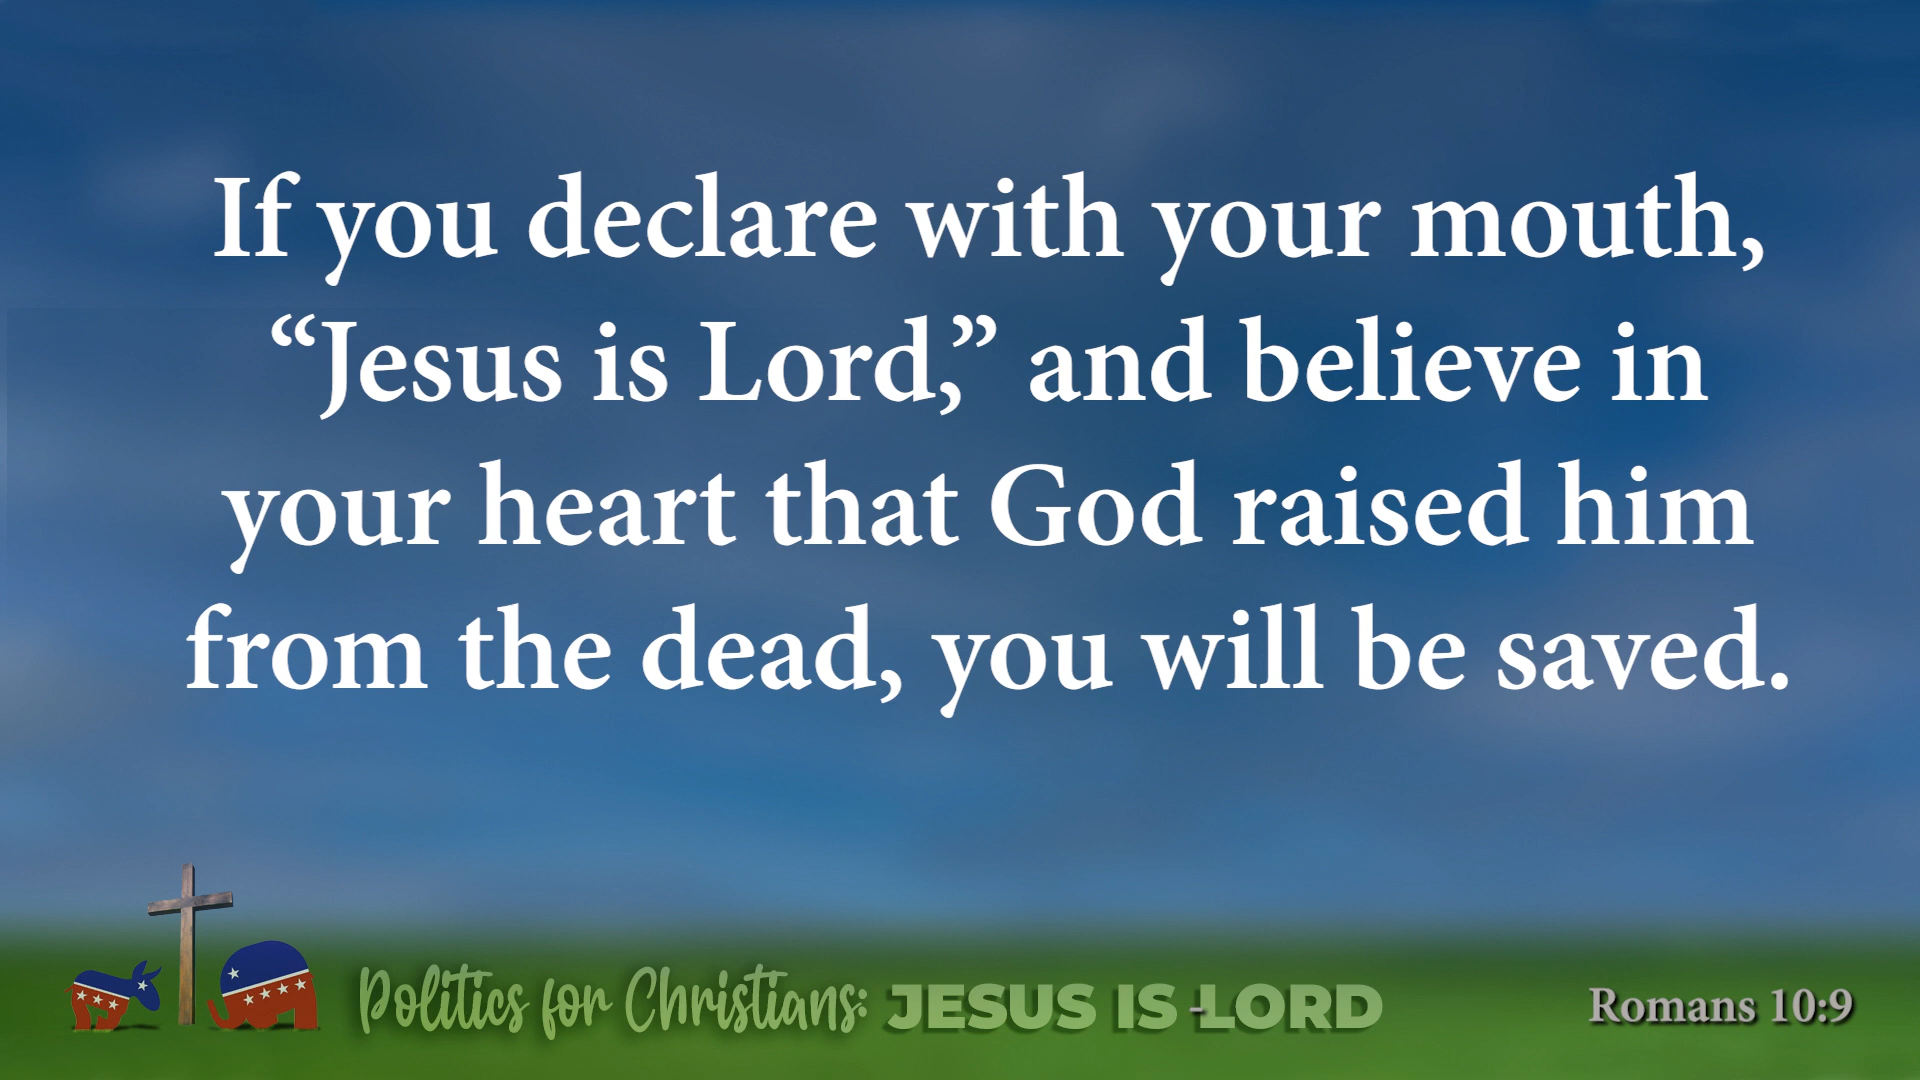 If you declare with your mouth,
“Jesus is Lord,” and believe in
your heart that God raised him
from the dead, you will be saved.
Politics for Christians: JESUS IS LORD
Romans 10:9